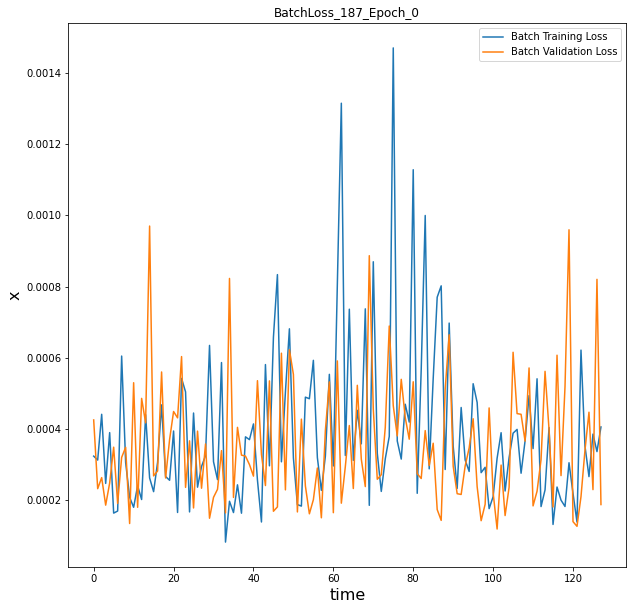 BatchLoss_187_Epoch_0
Batch Training Loss
Batch Validation Loss
0.0014
0.0012
0.0010
0.0008
0.0006
0.0004
0.0002
x
0 20 40 60 80 100 120
time